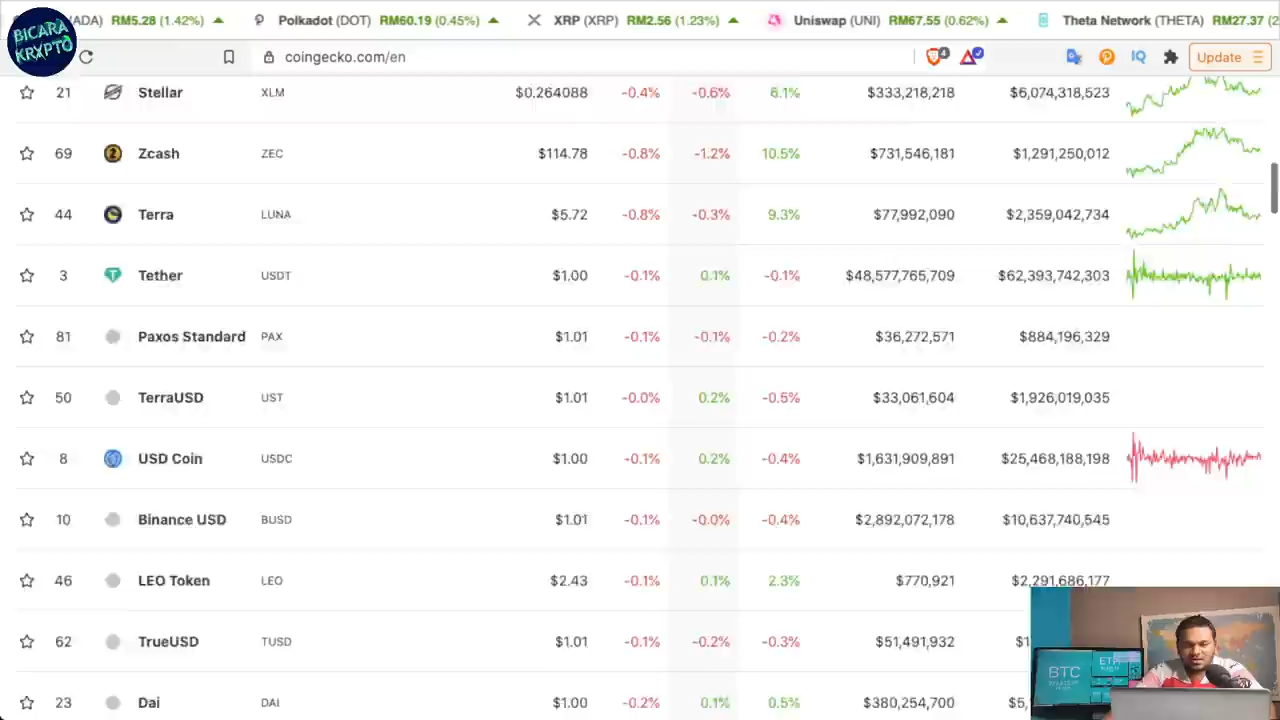 (ADA) RM5.28 (1.42%) Polkadot (DOT) RM60.19 (0.45%) XRP (XRP) RM2.56 (1.23%) Uniswap (UNI) RM67.55 (0.62%) Theta Network (THETA) RM27.37
BICARA KRYPTO
coingecko.com/en 4 Update
21 Stellar XLM $0.264088 -0.4% -0.6% 6.1% $333,218,218 $6,074,318,523
69 Zcash ZEC $114.78 -0.8% -1.2% 10.5% $731,546,181 $1,291,250,012
44 Terra LUNA $5.72 -0.8% -0.3% 9.3% $77,992,090 $2,359,042,734
3 Tether USDT $1.00 -0.1% 0.1% -0.1% $48,577,765,709 $62,393,742,303
81 Paxos Standard PAX $1.01 -0.1% -0.1% -0.2% $36,272,571 $884,196,329
50 TerraUSD UST $1.01 -0.0% 0.2% -0.5% $33,061,604 $1,926,019,035
8 USD Coin USDC $1.00 -0.1% 0.2% -0.4% $1,631,909,891 $25,468,188,198
10 Binance USD BUSD $1.01 -0.1% -0.0% -0.4% $2,892,072,178 $10,637,740,545
46 LEO Token LEO $2.43 -0.1% 0.1% 2.3% $770,921 $2,291,686,177
62 TrueUSD TUSD $1.01 -0.1% -0.2% -0.3% $51,491,932
23 Dai DAI $1.00 -0.2% 0.1% 0.5% $380,254,700
BTC